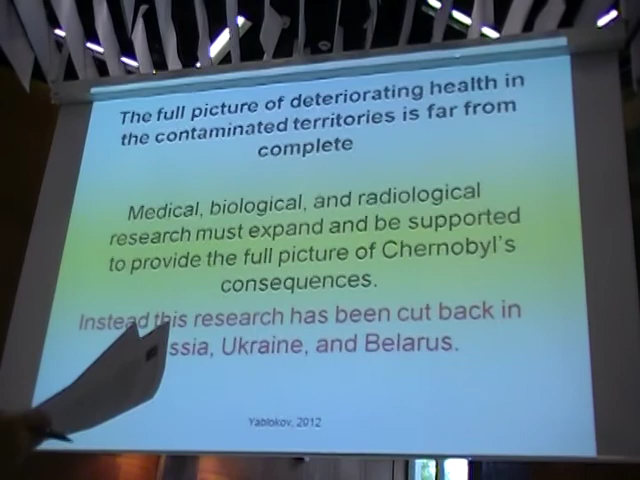 The full picture of deteriorating health in
the contaminated territories is far from
complete
Medical, biological, and radiological
research must expand and be supported
to provide the full picture of Chernobyl's
consequences.
Instead this research has been cut back in
ssia, Ukraine, and Belarus.
Yablokov, 2012